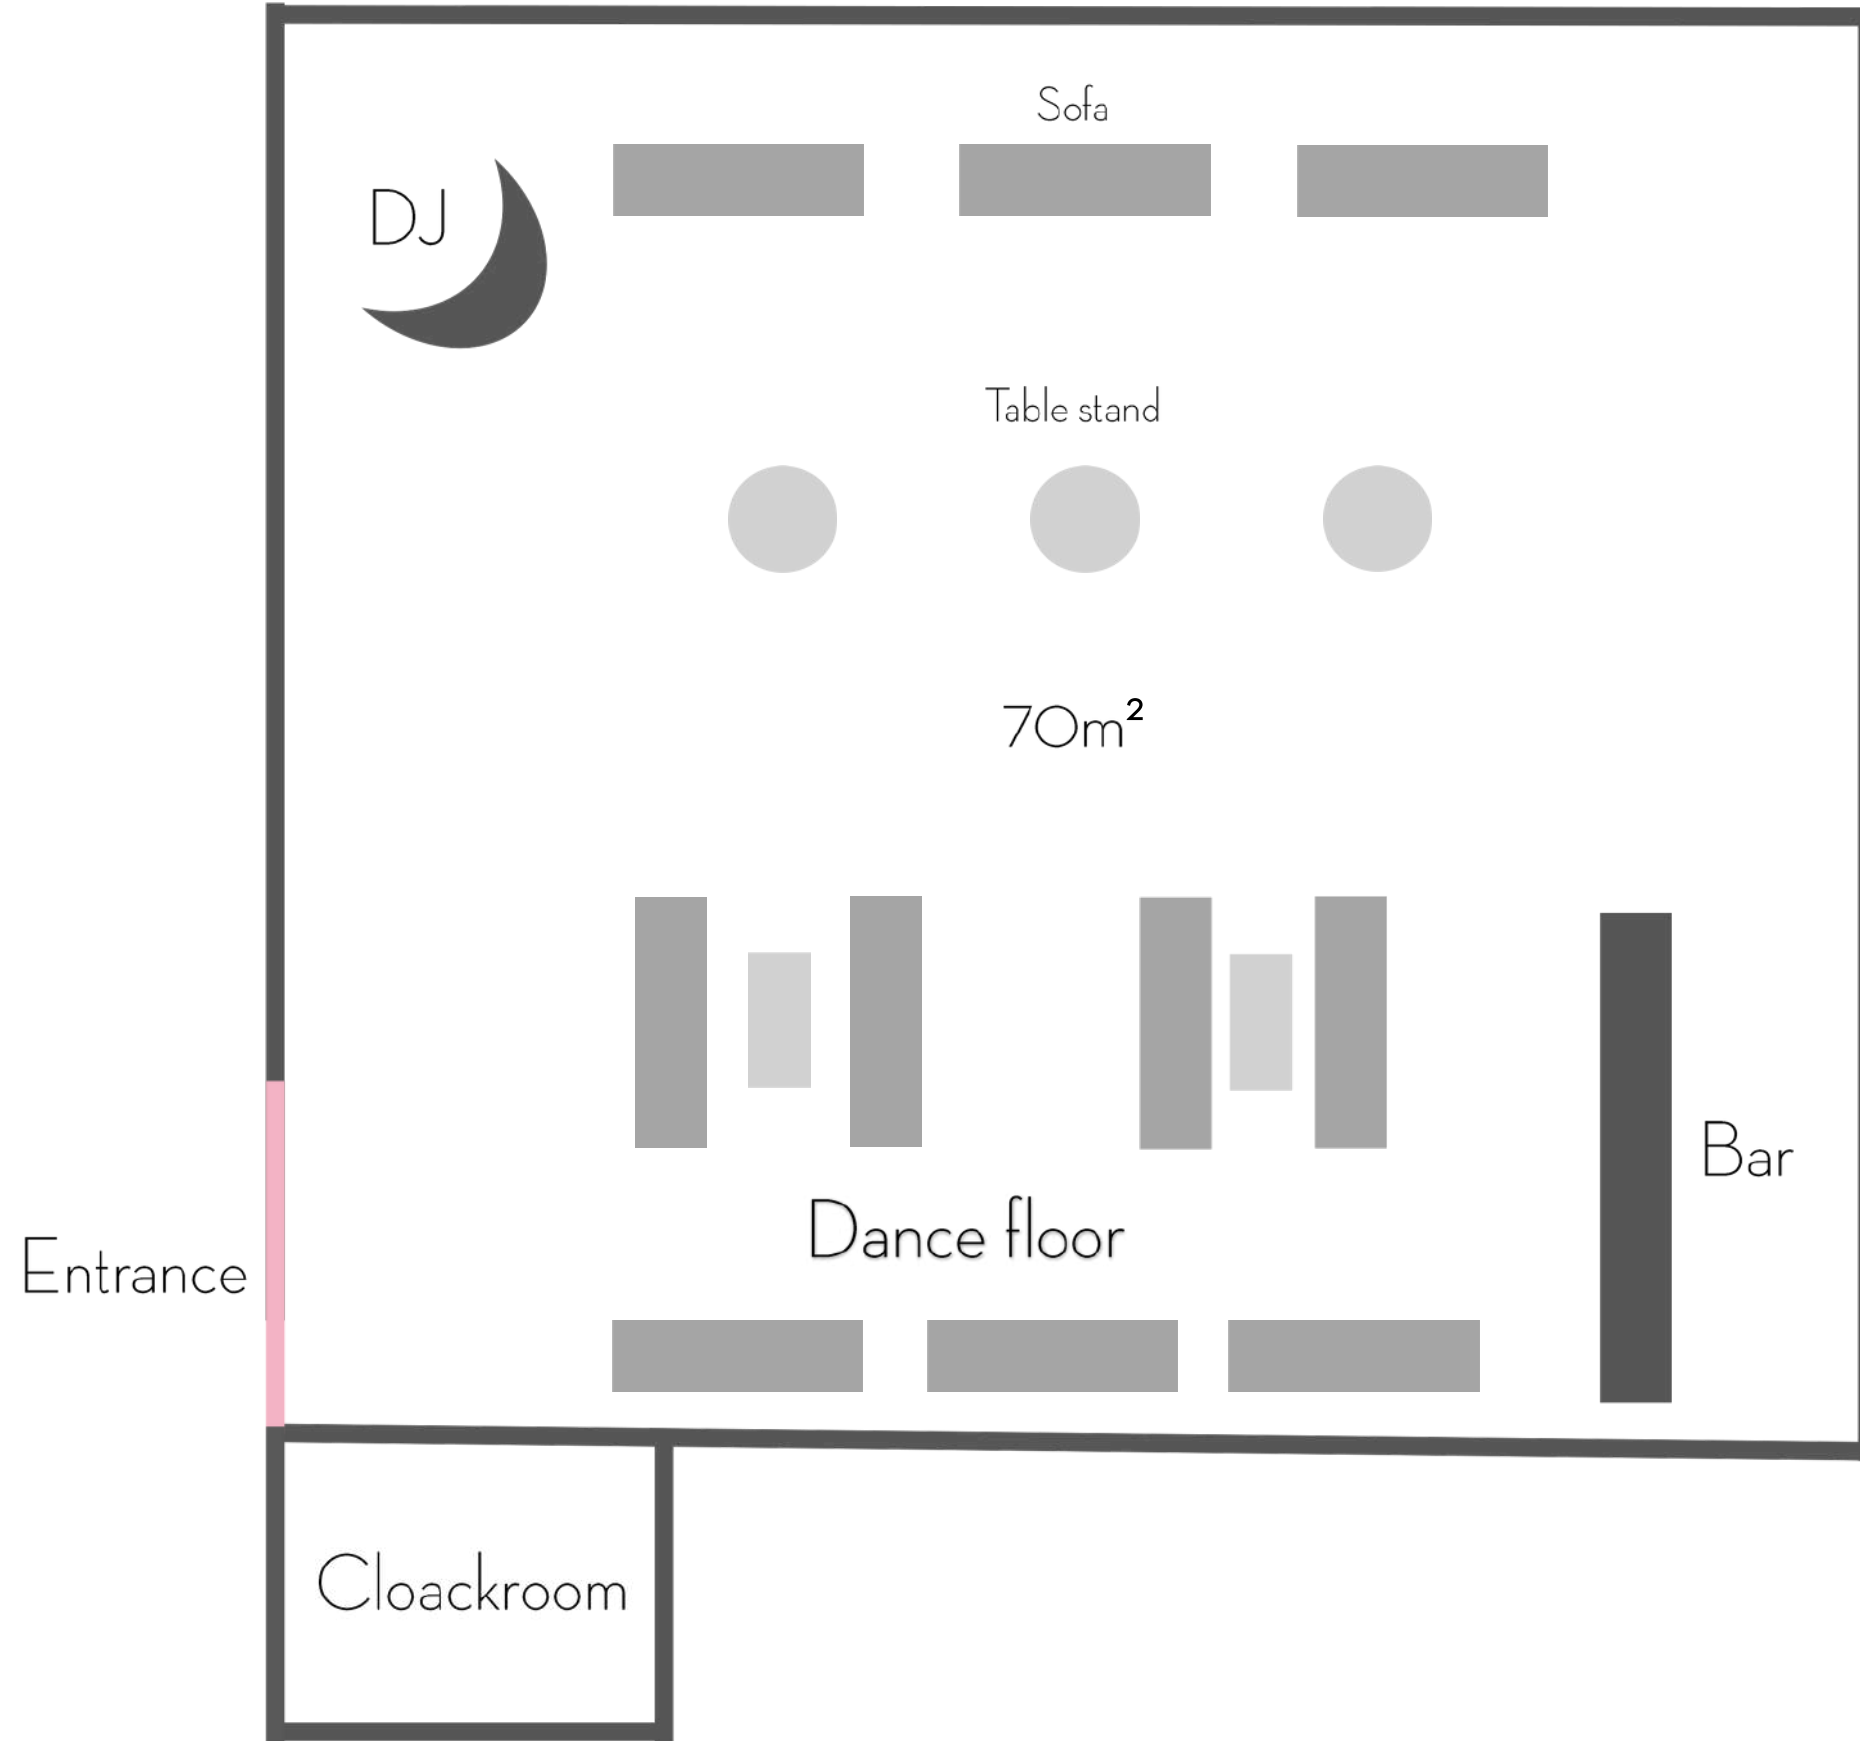 Sofa
DJ
Table stand
70m²
Bar
Dance floor
Entrance
Cloackroom